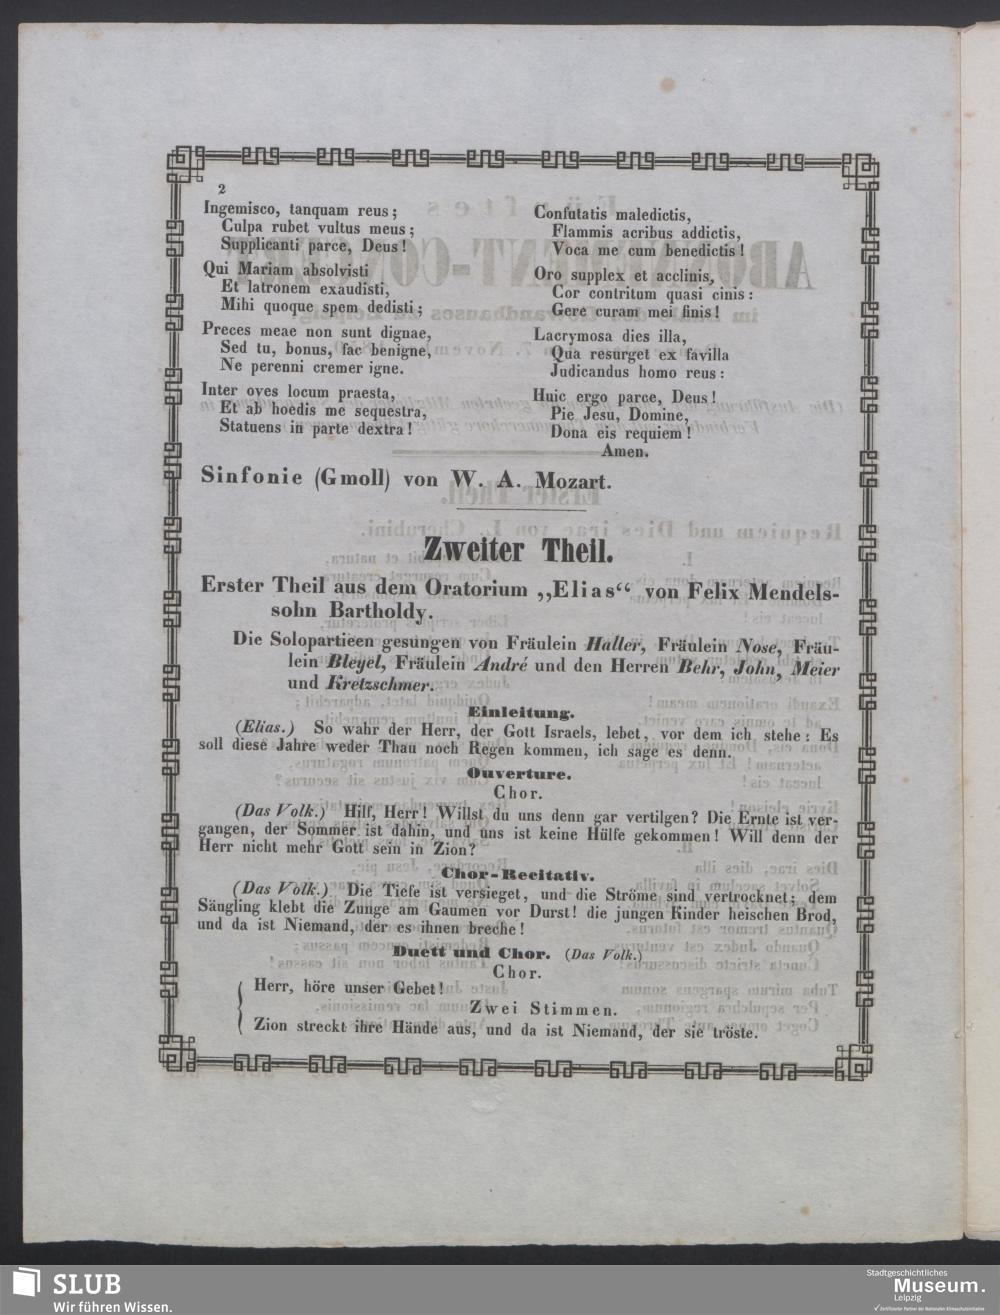 2
Ingemisco, tanquam reus;
Culpa rubet vultus meus;
Supplicanti parce, Deus!
Qui Mariam absolvisti
Et latronem exaudisti,
Mihi quoque spem dedisti;
Preces meae non sunt dignae,
Sed tu, bonus, fac benigne,
Ne perenni cremer igne.
Inter oves locum praesta,
Et ab hoedis me sequestra,
Statuens in parte dextra!
Confutatis maledictis,
Flammis acribus addictis,
Voca me cum benedictis!
Oro supplex et acclinis,
Cor contritum quasi cinis:
Gere curam mei finis!
Lacrymosa dies illa,
Qua resurget ex favilla
Judicandus homo reus:
Huic ergo parce, Deus!
Pie Jesu, Domine,
Dona eis requiem!
Amen.
Sinfonie (Gmoll) von W. A. Mozart.
Zweiter Theil.
Erster Theil aus dem Oratorium „Elias“ von Felix Mendels-
sohn Bartholdy.
Die Solopartieen gesungen von Fräulein Haller, Fräulein Nose, Fräu-
lein Bleyel, Fräulein André und den Herren Behr, John, Meier
und Kretzschmer.
Einleitung.
(Elias.) So wahr der Herr, der Gott Israels, lebet, vor dem ich stehe: Es
soll diese Jahre weder Thau noch Regen kommen, ich sage es denn.
Ouverture.
Chor.
(Das Volk.) Hilf, Herr! Willst du uns denn gar vertilgen? Die Ernte ist ver-
gangen, der Sommer ist dahin, und uns ist keine Hülfe gekommen! Will denn der
Herr nicht mehr Gott sein in Zion?
Chor-Recitativ.
(Das Volk.) Die Tiefe ist versieget, und die Ströme sind vertrocknet; dem
Säugling klebt die Zunge am Gaumen vor Durst! die jungen Kinder heischen Brod,
und da ist Niemand, der es ihnen breche!
Duett und Chor. (Das Volk.)
Chor.
Herr, höre unser Gebet!
Zwei Stimmen.
Zion streckt ihre Hände aus, und da ist Niemand, der sie tröste.
SLUB
Wir führen Wissen.
Stadtgeschichtliches
Museum.
Leipzig
Zertifizierter Partner der Nationalen Klimaschutzinitiative